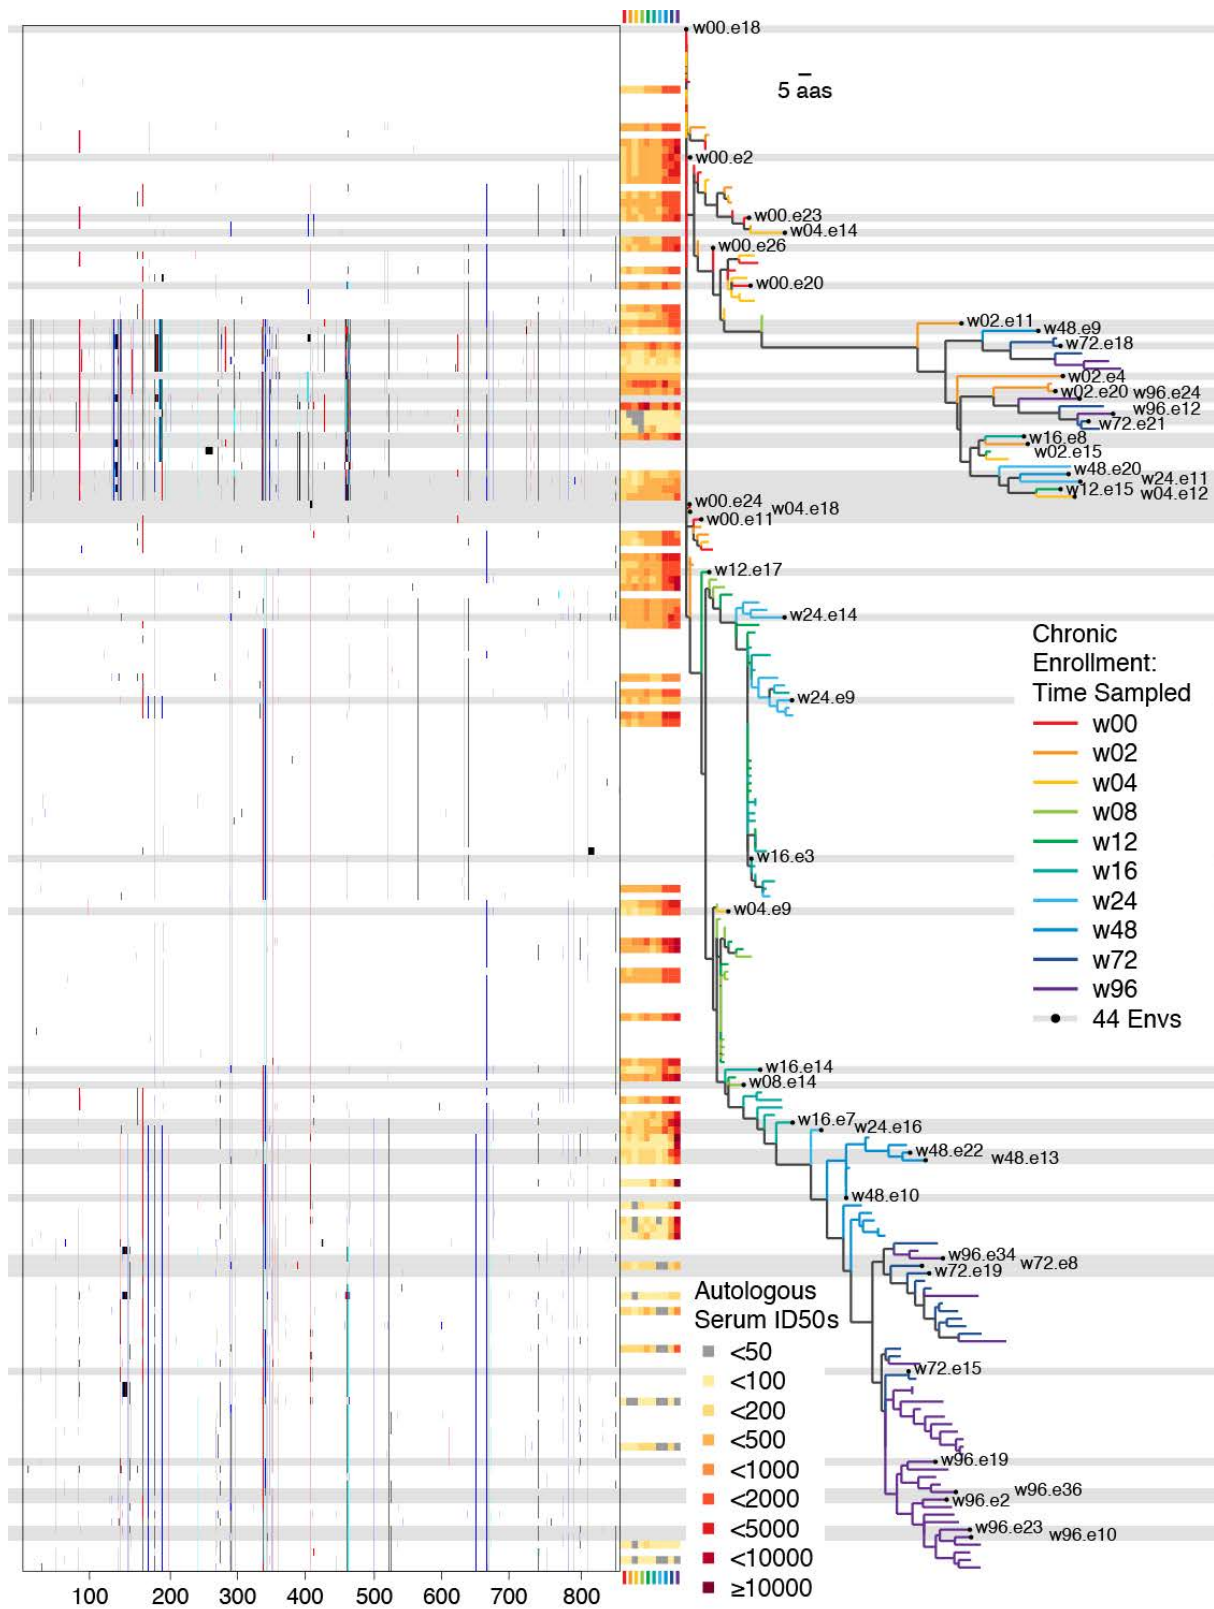 w00.e18
5 aas
w00.e2
w00.e23
w04.e14
w00.e26
w00.e20
w02.e11
w48.e9
w72.e18
w02.e4
w02.e20 w96.e24
w96.e12
w72.e21
w16.e8
w02.e15
w48.e20
w24.e11
w12.e15 w04.e12
w00.e24
w04.e18
w00.e11
w12.e17
w24.e14
w24.e9
w16.e3
w04.e9
w16.e14
w08.e14
w16.e7
w24.e16
w48.e22
w48.e13
w48.e10
w96.e34
w72.e8
w72.e19
w72.e15
w96.e19
w96.e36
w96.e2
w96.e23
w96.e10
Chronic
Enrollment:
Time Sampled
w00
w02
w04
w08
w12
w16
w24
w48
w72
w96
44 Envs
Autologous
Serum ID50s
<50
<100
<200
<500
<1000
<2000
<5000
<10000
≥10000
100 200 300 400 500 600 700 800